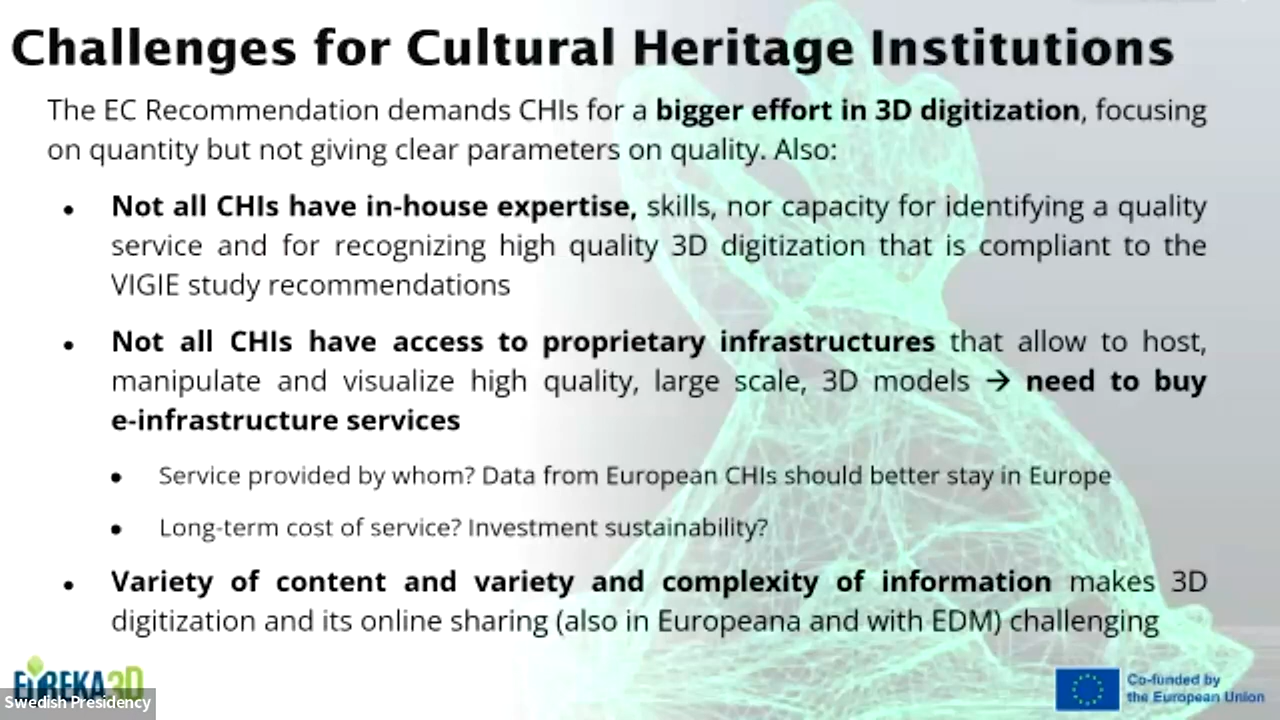 Challenges for Cultural Heritage Institutions
The EC Recommendation demands CHIs for a bigger effort in 3D digitization, focusing
on quantity but not giving clear parameters on quality. Also:
• Not all CHIs have in-house expertise, skills, nor capacity for identifying a quality
service and for recognizing high quality 3D digitization that is compliant to the
VIGIE study recommendations
• Not all CHIs have access to proprietary infrastructures that allow to host,
manipulate and visualize high quality, large scale, 3D models → need to buy
e-infrastructure services
• Service provided by whom? Data from European CHIs should better stay in Europe
• Long-term cost of service? Investment sustainability?
• Variety of content and variety and complexity of information makes 3D
digitization and its online sharing (also in Europeana and with EDM) challenging
EUREKA3D
Swedish Presidency
Co-funded by
the European Union